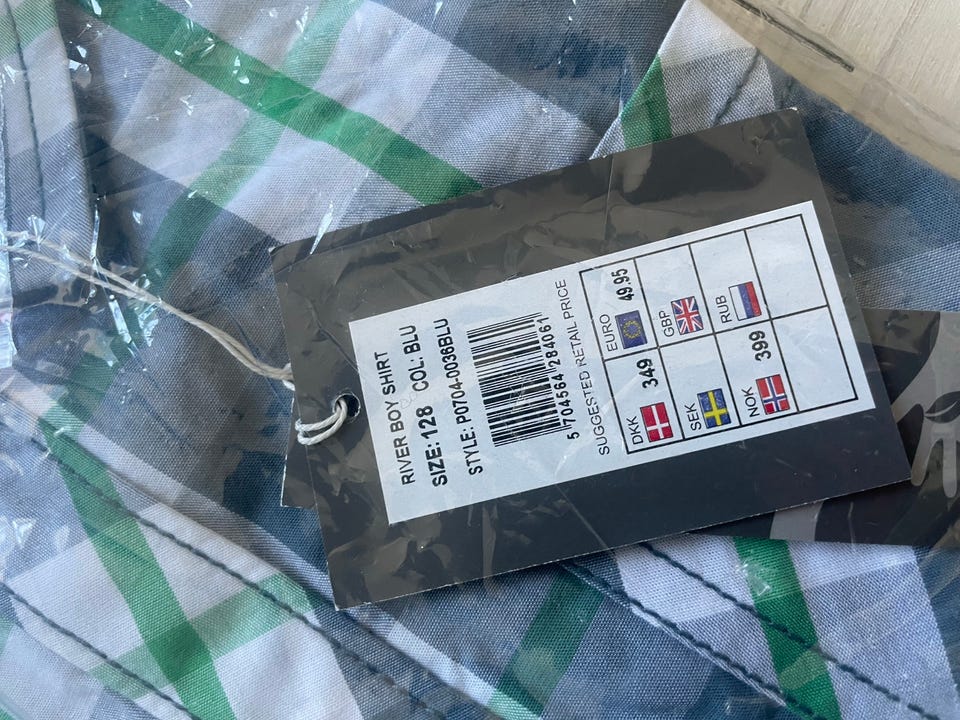 RIVER BOY SHIRT
SIZE: 128 COL: BLU
STYLE: P0704-0036BLU
5 704564 284061
SUGGESTED RETAIL PRICE
DKK 349 EURO 49.95
SEK GBP
NOK 399 RUB